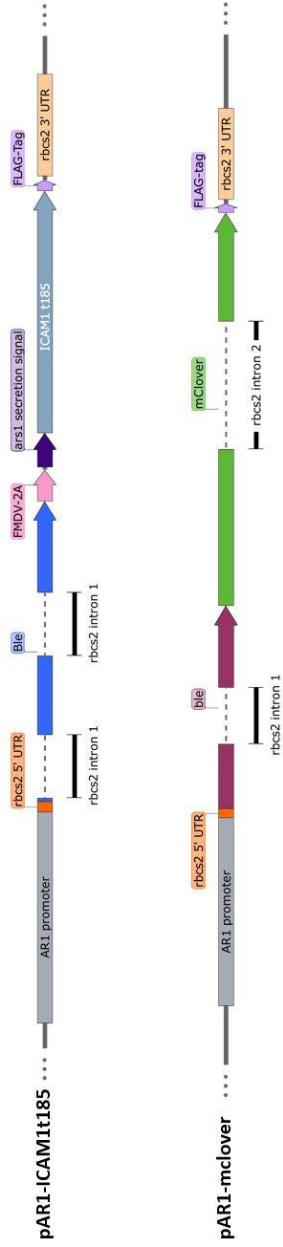 pAR1-ICAM1t185
AR1 promoter
rbcs2 5' UTR
rbcs2 intron 1
Ble
rbcs2 intron 1
FMDV-2A
ars1 secretion signal
ICAM1 t185
FLAG-Tag
rbcs2 3' UTR
pAR1-mclover
AR1 promoter
rbcs2 5' UTR
ble
rbcs2 intron 1
mClover
rbcs2 intron 2
FLAG-tag
rbcs2 3' UTR